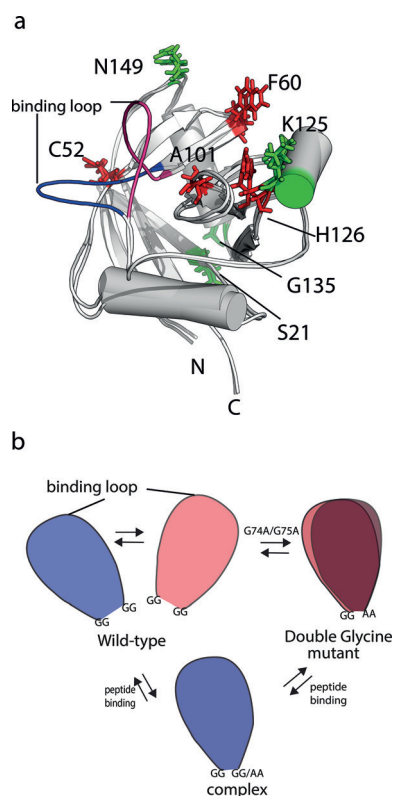 a
N149
F60
binding loop
K125
C52
A101
H126
G135
S21
N
C
b
binding loop
G74A/G75A
GG
GG
GG
GG
GG
AA
Wild-type
Double Glycine
mutant
peptide
binding
peptide
binding
GG
GG/AA
complex